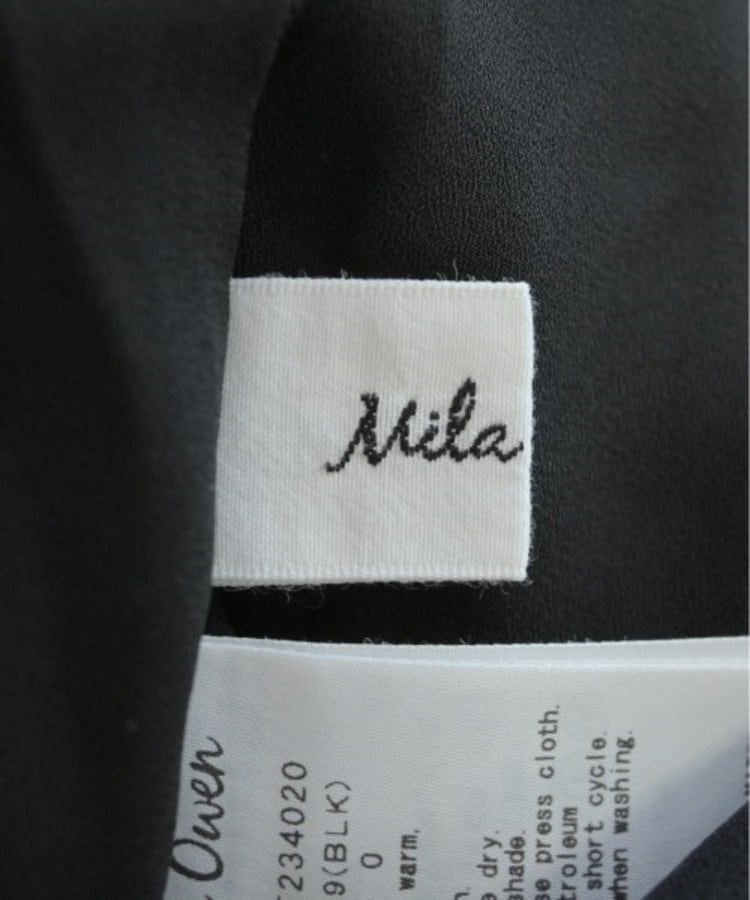 Mila
Owen
234020
9(BLK)
0
warm.
dry.
shade.
press cloth.
short cycle.
when washing.